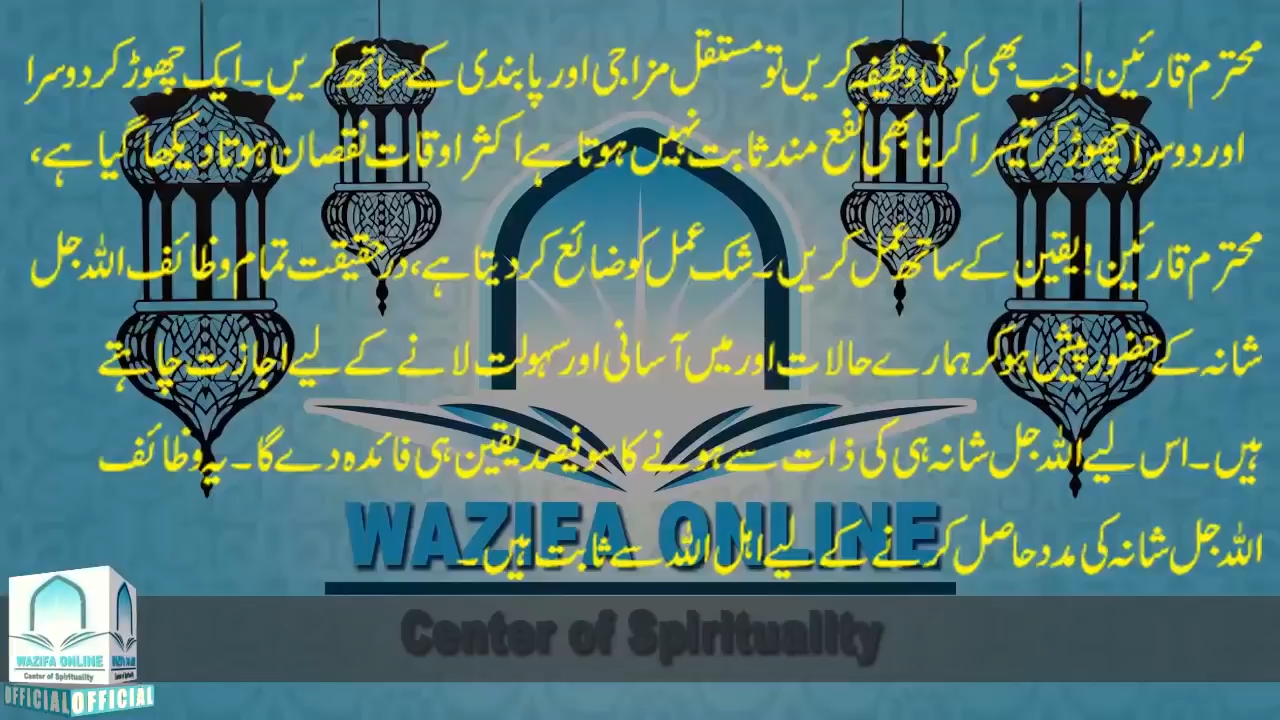 محترم قارئین! جب بھی کوئی وظیفہ کریں تو مستقل مزاجی اور پابندی کے ساتھ کریں۔ ایک چھوڑ کر دوسرا
اور دوسرا چھوڑ کر تیسرا کرنا بھی نفع مند ثابت نہیں ہوتا ہے اکثر اوقات نقصان ہوتا دیکھا گیا ہے،
محترم قارئین! یقین کے ساتھ عمل کریں۔ شک عمل کو ضائع کر دیتا ہے، درحقیقت تمام وظائف اللہ جل
شانہ کے حضور پیش ہو کر ہمارے حالات اور میں آسانی اور سہولت لانے کے لیے اجازت چاہتے
ہیں۔ اس لیے اللہ جل شانہ ہی کی ذات سے ہونے کا سو فیصد یقین ہی فائدہ دے گا۔ یہ وظائف
اللہ جل شانہ کی مدد حاصل کرنے کے لیے اہل اللہ سے ثابت ہیں۔
WAZIFA ONLINE
Center of Spirituality
WAZIFA ONLINE
Center of Spirituality
OFFICIAL OFFICIAL